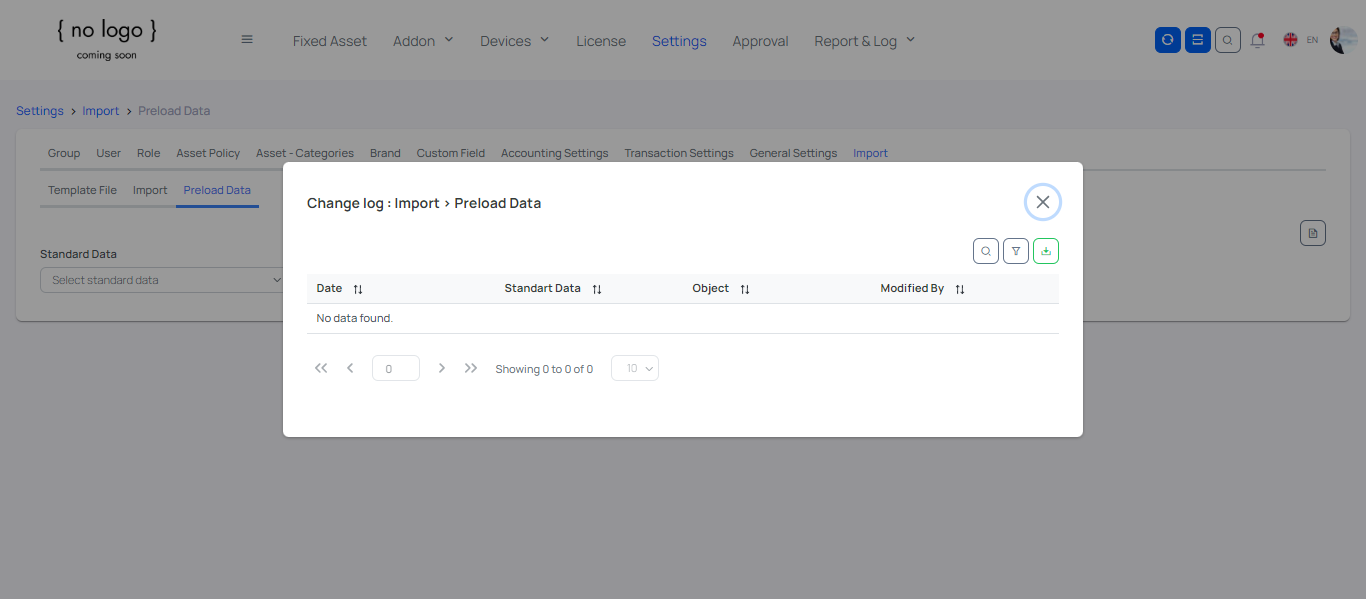 { no logo }
coming soon
Fixed Asset Addon Devices License Settings Approval Report & Log EN
Settings > Import > Preload Data
Group User Role Asset Policy Asset - Categories Brand Custom Field Accounting Settings Transaction Settings General Settings Import
Template File Import Preload Data
Standard Data
Select standard data
Change log : Import > Preload Data
Date Standart Data Object Modified By
No data found.
0 Showing 0 to 0 of 0 10